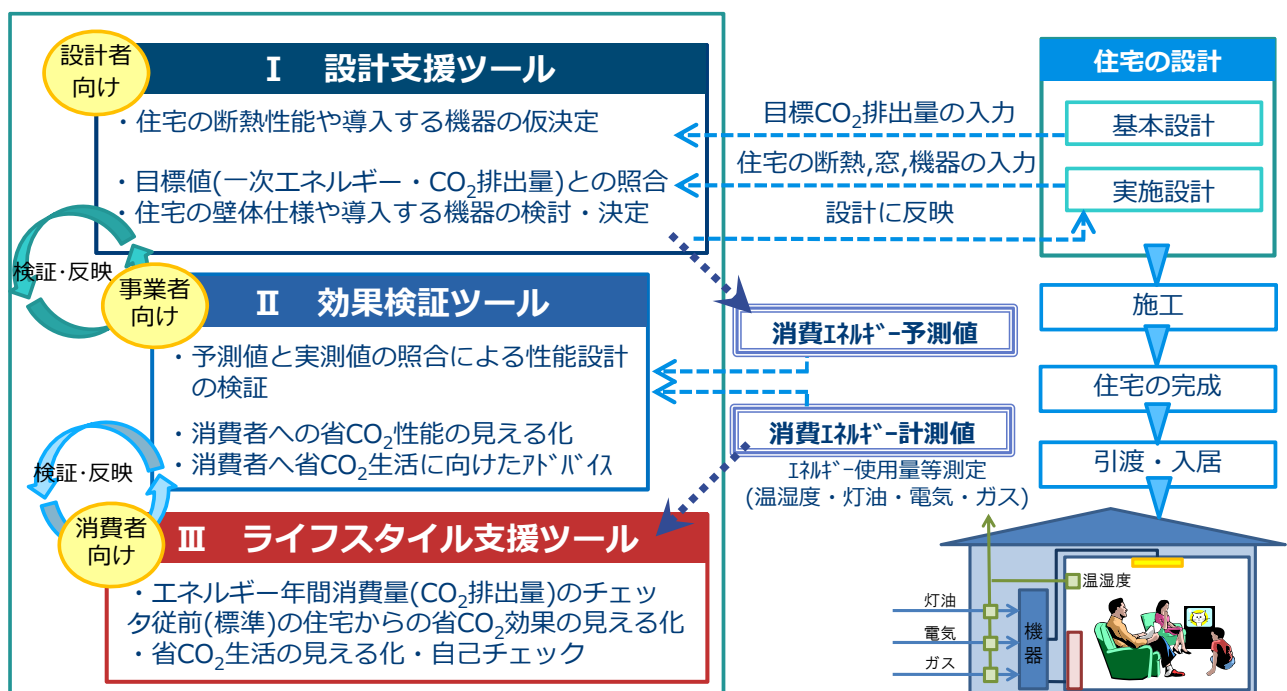 設計者
向け
Ⅰ 設計支援ツール
・住宅の断熱性能や導入する機器の仮決定
・目標値(一次エネルギー・CO₂排出量)との照合
・住宅の壁体仕様や導入する機器の検討・決定
検証･反映
事業者
向け
Ⅱ 効果検証ツール
・予測値と実測値の照合による性能設計
の検証
・消費者への省CO₂性能の見える化
・消費者へ省CO₂生活に向けたｱﾄﾞﾊﾞｲｽ
検証･反映
消費者
向け
Ⅲ ライフスタイル支援ツール
・エネルギー年間消費量(CO₂排出量)のチェッ
ク従前(標準)の住宅からの省CO₂効果の見える化
・省CO₂生活の見える化・自己チェック
目標CO₂排出量の入力
住宅の断熱,窓,機器の入力
設計に反映
消費ｴﾈﾙｷﾞｰ予測値
消費ｴﾈﾙｷﾞｰ計測値
ｴﾈﾙｷﾞｰ使用量等測定
(温湿度・灯油・電気・ガス)
住宅の設計
基本設計
実施設計
施工
住宅の完成
引渡・入居
温湿度
灯油
電気
ガス
機
器